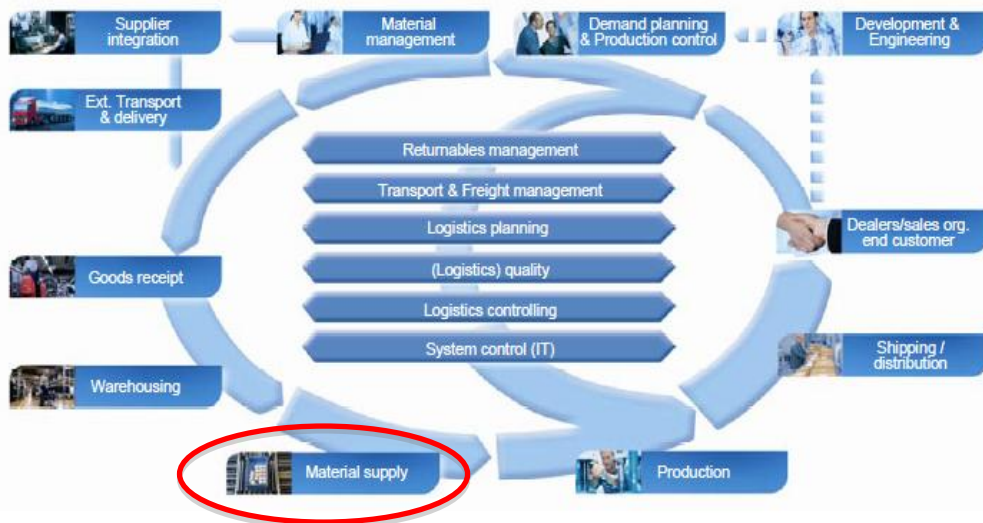 Supplier
integration
Material
management
Demand planning
& Production control
Development &
Engineering
Ext. Transport
& delivery
Returnables management
Transport & Freight management
Logistics planning
(Logistics) quality
Logistics controlling
System control (IT)
Dealers/sales org.
end customer
Goods receipt
Warehousing
Shipping /
distribution
Material supply
Production